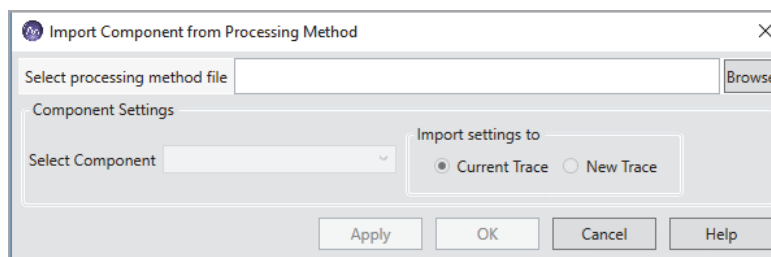 Import Component from Processing Method
Select processing method file
Browse
Component Settings
Select Component
Import settings to
Current Trace
New Trace
Apply
OK
Cancel
Help